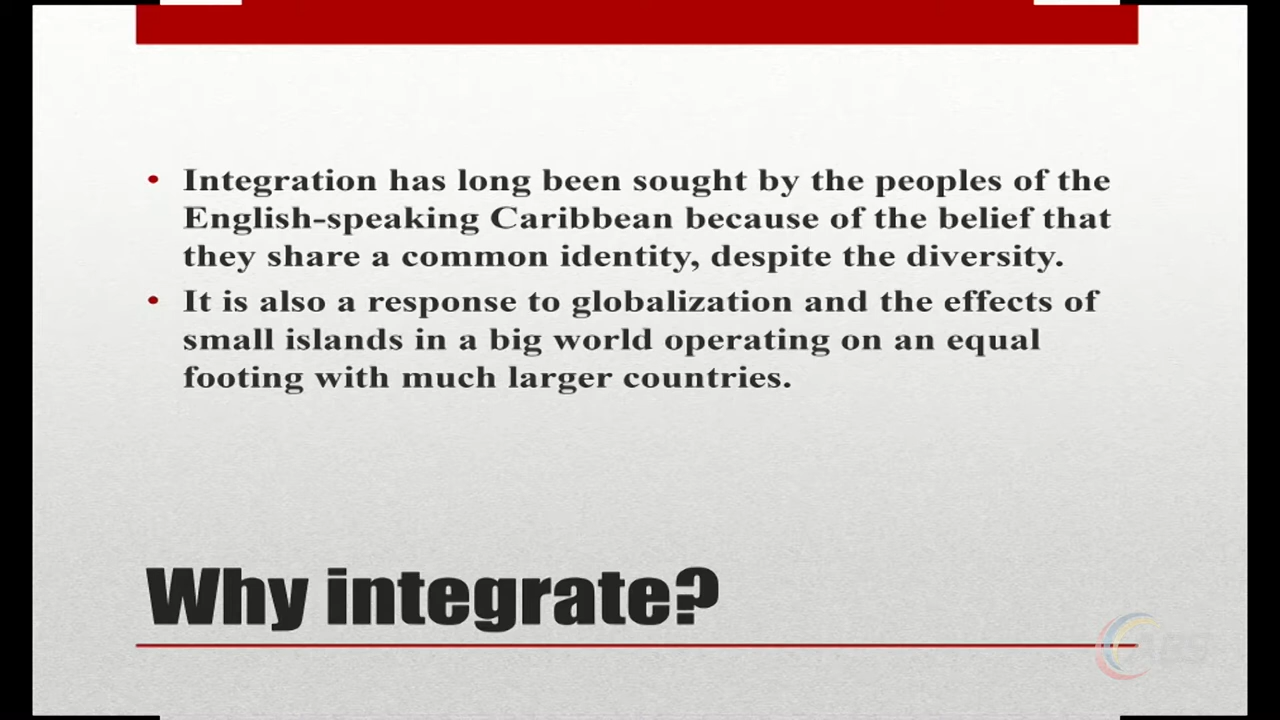 • Integration has long been sought by the peoples of the
English-speaking Caribbean because of the belief that
they share a common identity, despite the diversity.
• It is also a response to globalization and the effects of
small islands in a big world operating on an equal
footing with much larger countries.
Why integrate?
ABS